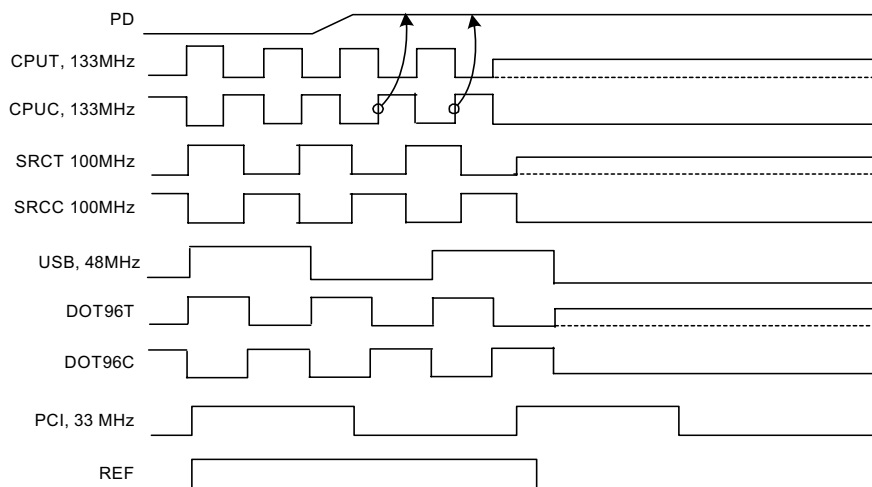 PD
CPUT, 133MHz
CPUC, 133MHz
SRCT 100MHz
SRCC 100MHz
USB, 48MHz
DOT96T
DOT96C
PCI, 33 MHz
REF